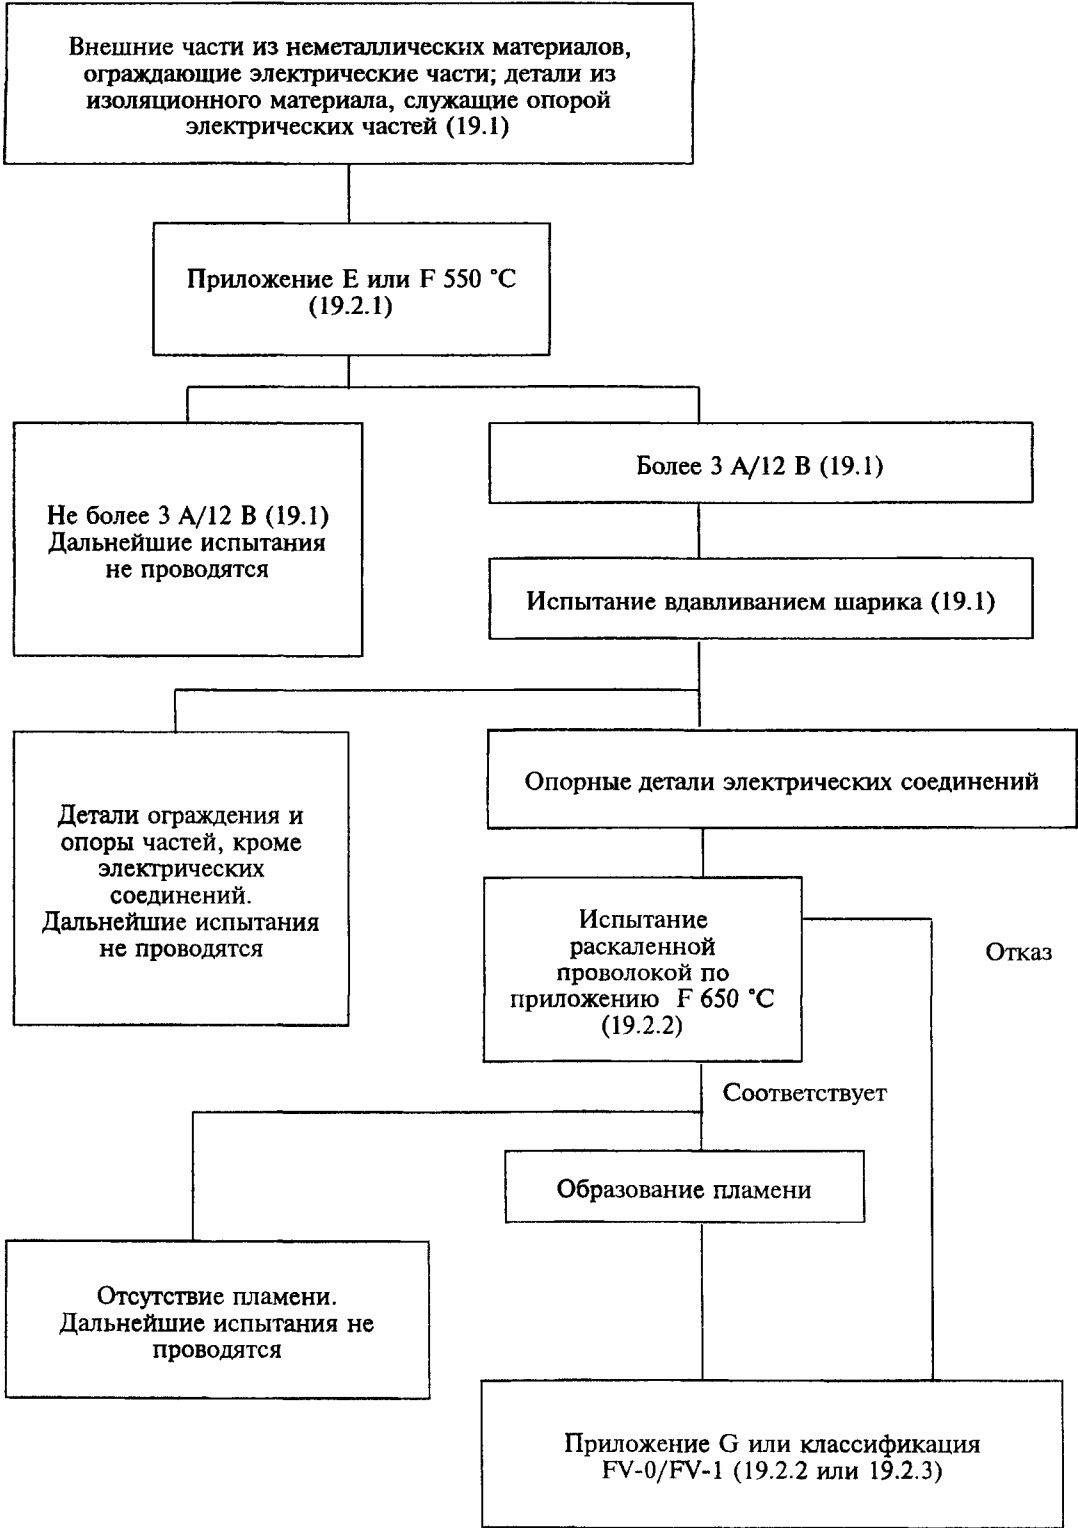 Внешние части из неметаллических материалов,
ограждающие электрические части; детали из
изоляционного материала, служащие опорой
электрических частей (19.1)
Приложение E или F 550 °C
(19.2.1)
Не более 3 А/12 В (19.1)
Дальнейшие испытания
не проводятся
Более 3 А/12 В (19.1)
Испытание вдавливанием шарика (19.1)
Детали ограждения и
опоры частей, кроме
электрических
соединений.
Дальнейшие испытания
не проводятся
Опорные детали электрических соединений
Испытание
раскаленной
проволокой по
приложению F 650 °C
(19.2.2)
Отказ
Соответствует
Образование пламени
Отсутствие пламени.
Дальнейшие испытания не
проводятся
Приложение G или классификация
FV-0/FV-1 (19.2.2 или 19.2.3)